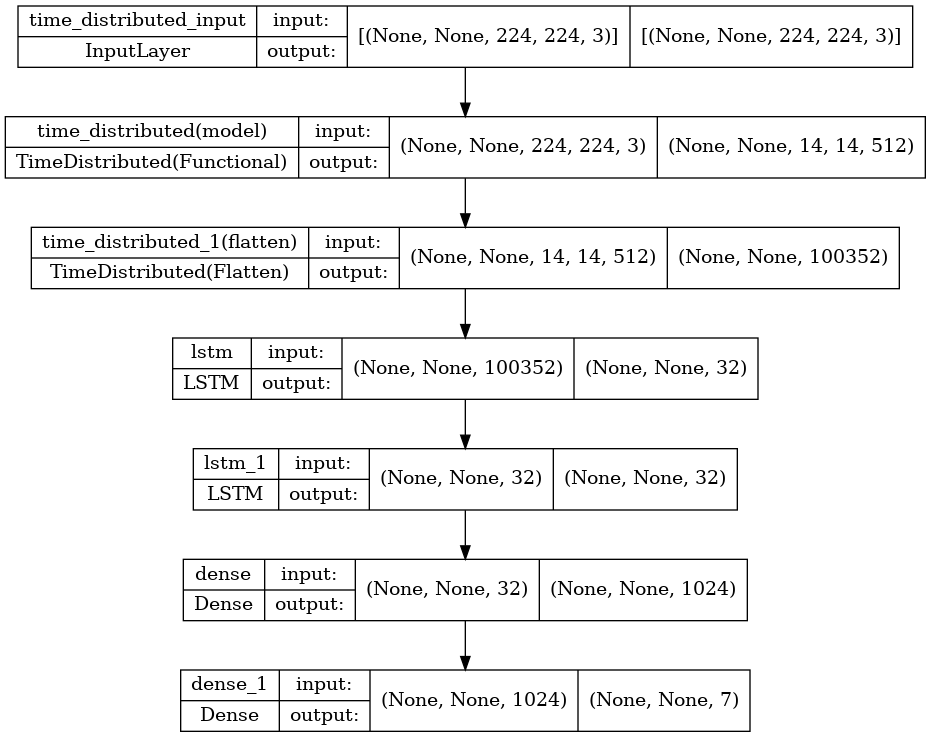 time_distributed_input input: [(None, None, 224, 224, 3)] [(None, None, 224, 224, 3)]
InputLayer output:
time_distributed(model) input: (None, None, 224, 224, 3) (None, None, 14, 14, 512)
TimeDistributed(Functional) output:
time_distributed_1(flatten) input: (None, None, 14, 14, 512) (None, None, 100352)
TimeDistributed(Flatten) output:
lstm input: (None, None, 100352) (None, None, 32)
LSTM output:
lstm_1 input: (None, None, 32) (None, None, 32)
LSTM output:
dense input: (None, None, 32) (None, None, 1024)
Dense output:
dense_1 input: (None, None, 1024) (None, None, 7)
Dense output: